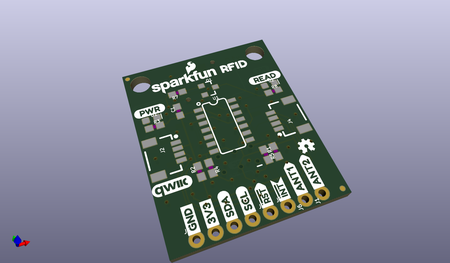 sparkfun RFID
PWR
READ
qwiic
GND
3V3
SDA
SCL
RST
INT
ANT1
ANT2